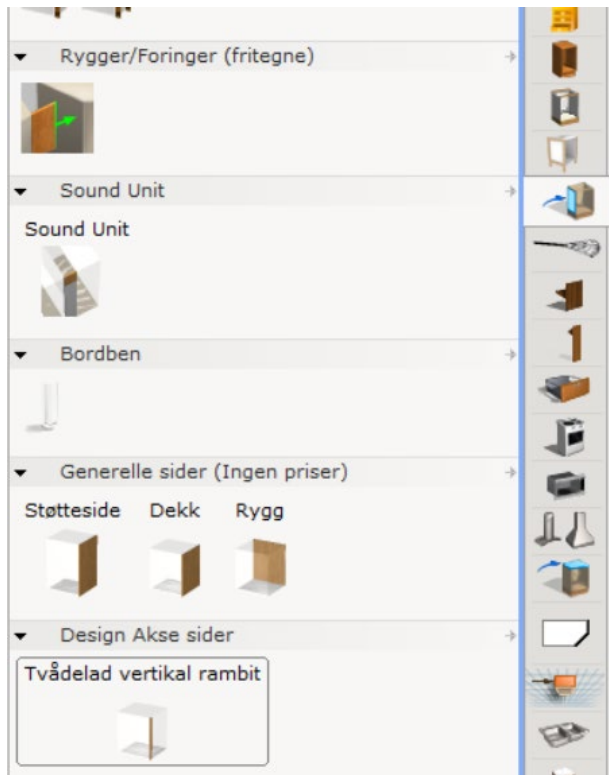 Rygger/Foringer (fritegne)
Sound Unit
Sound Unit
Bordben
Generelle sider (Ingen priser)
Støtteside Dekk Rygg
Design Akse sider
Tvådelad vertikal rambit